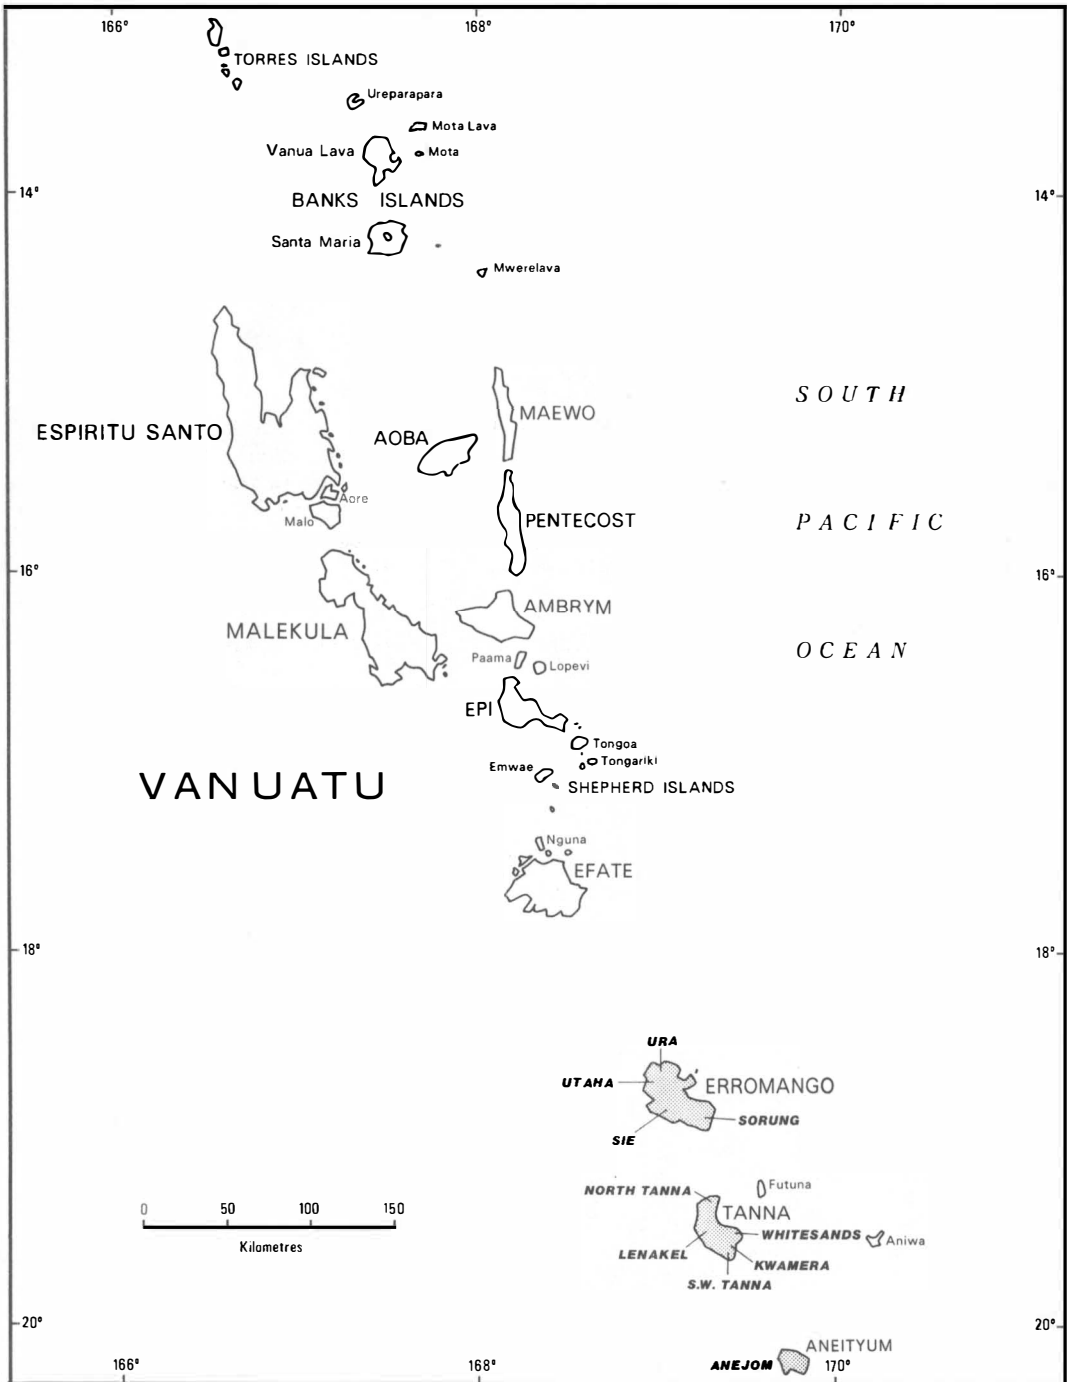 166° 168° 170°
TORRES ISLANDS
Ureparapara
Mota Lava
Vanua Lava
Mota
14° 14°
BANKS ISLANDS
Santa Maria
Mwerelava
SOUTH
MAEWO
ESPIRITU SANTO
AOBA
Aore
Malo
PENTECOST
PACIFIC
16° 16°
AMBRYM
MALEKULA
OCEAN
Paama
Lopevi
EPI
Tongoa
Tongariki
Emwae
VANUATU
SHEPHERD ISLANDS
Nguna
EFATE
18° 18°
URA
UTAHA
ERROMANGO
SORUNG
SIE
NORTH TANNA
Futuna
TANNA
0 50 100 150
Kilometres
WHITESANDS
Aniwa
LENAKEL
KWAMERA
S.W. TANNA
20° 20°
ANEITYUM
ANEJOM
166° 168° 170°